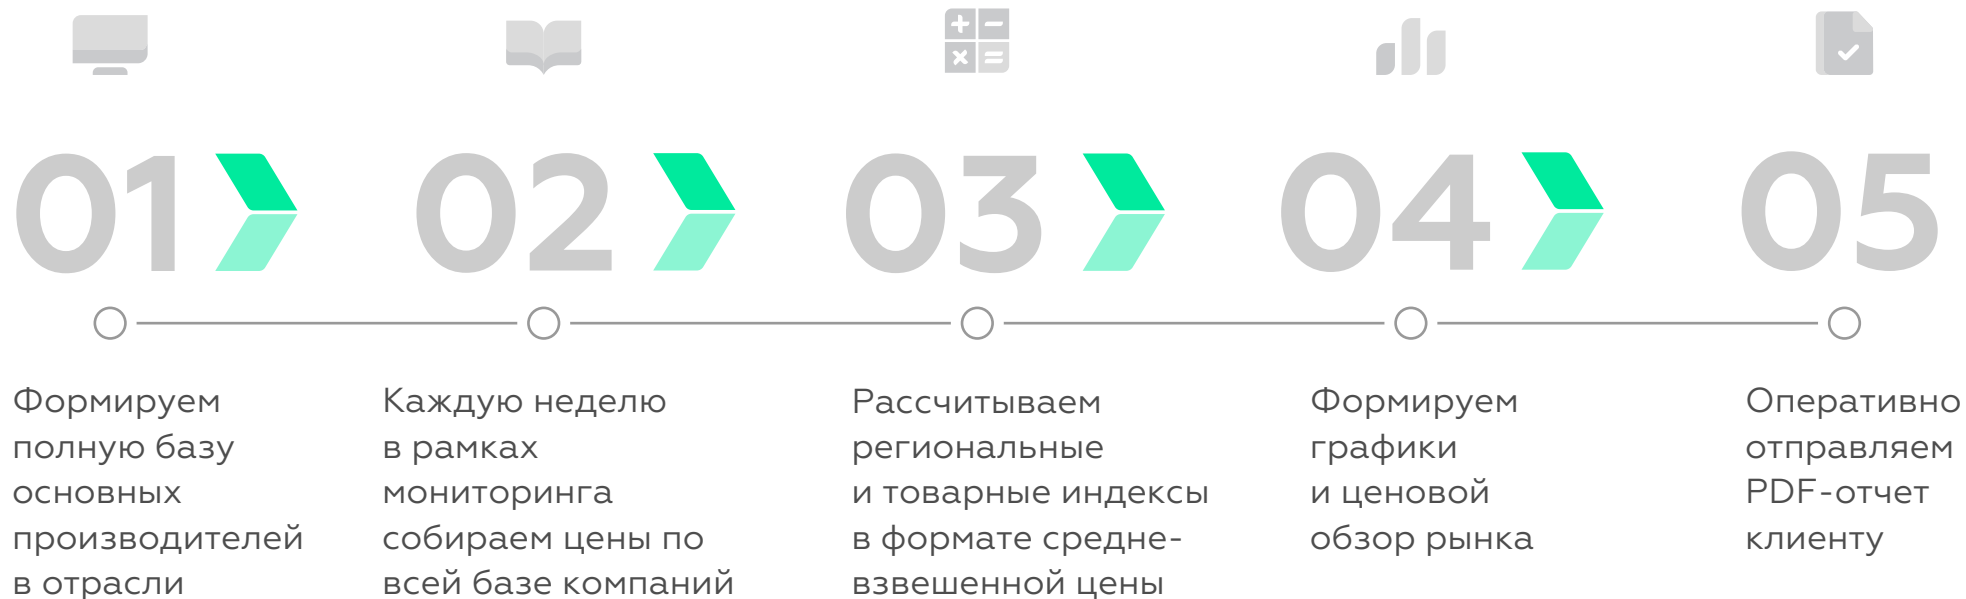 01
02
03
04
05
Формируем
полную базу
основных
производителей
в отрасли
Каждую неделю
в рамках
мониторинга
собираем цены по
всей базе компаний
Рассчитываем
региональные
и товарные индексы
в формате средне-
взвешенной цены
Формируем
графики
и ценовой
обзор рынка
Оперативно
отправляем
PDF-отчет
клиенту